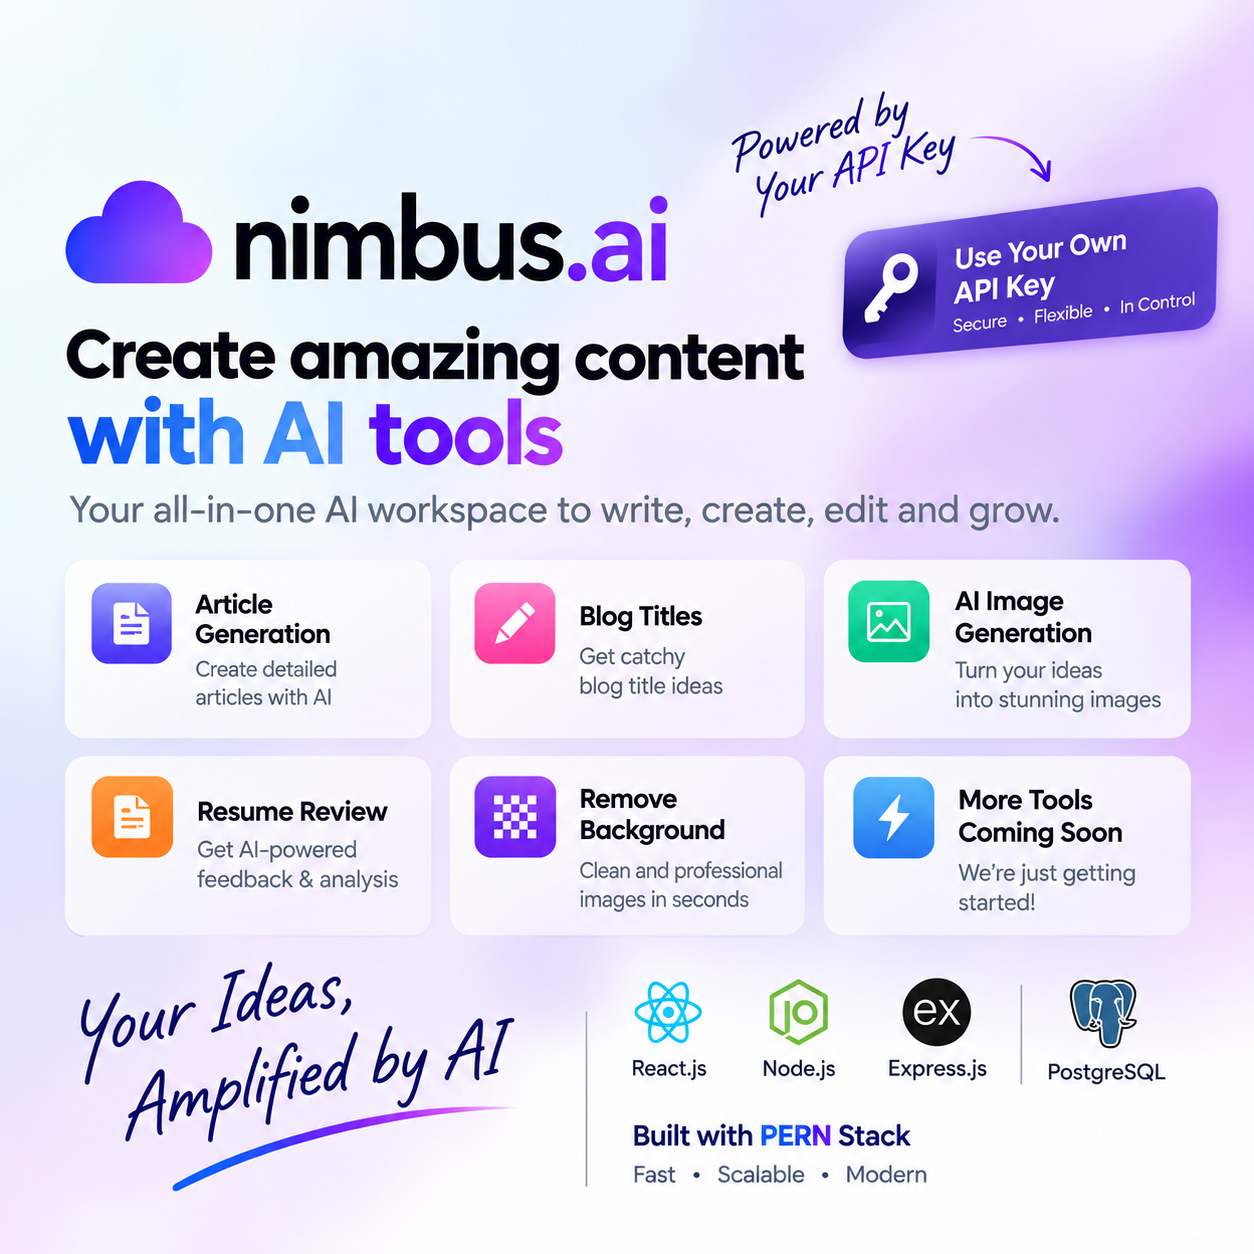 Powered by
Your API Key
nimbus.ai
Use Your Own
API Key
Secure • Flexible • In Control
Create amazing content
with AI tools
Your all-in-one AI workspace to write, create, edit and grow.
Article
Generation
Create detailed
articles with AI
Blog Titles
Get catchy
blog title ideas
AI Image
Generation
Turn your ideas
into stunning images
Resume Review
Get AI-powered
feedback & analysis
Remove
Background
Clean and professional
images in seconds
More Tools
Coming Soon
We're just getting
started!
Your Ideas,
Amplified by AI
React.js
Node.js
ex
Express.js
PostgreSQL
Built with PERN Stack
Fast • Scalable • Modern